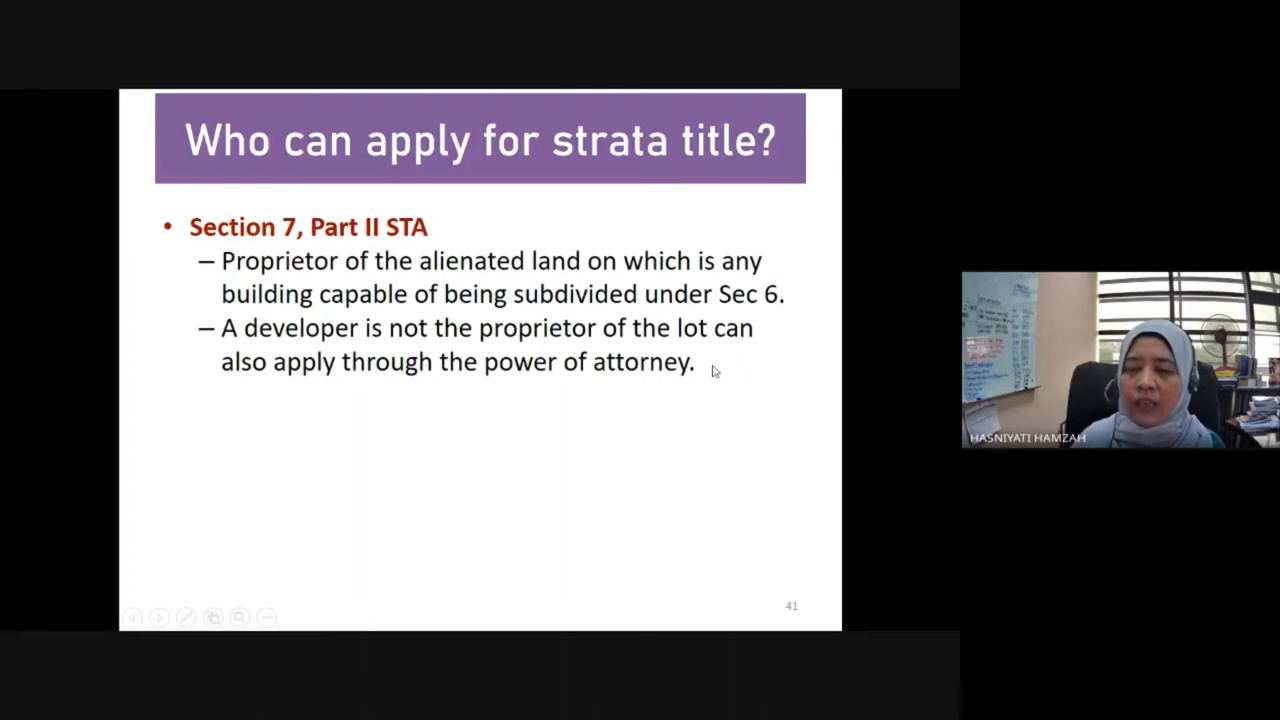 Who can apply for strata title?
• Section 7, Part II STA
– Proprietor of the alienated land on which is any
building capable of being subdivided under Sec 6.
– A developer is not the proprietor of the lot can
also apply through the power of attorney.
41
HASNIYATI HAMZAH